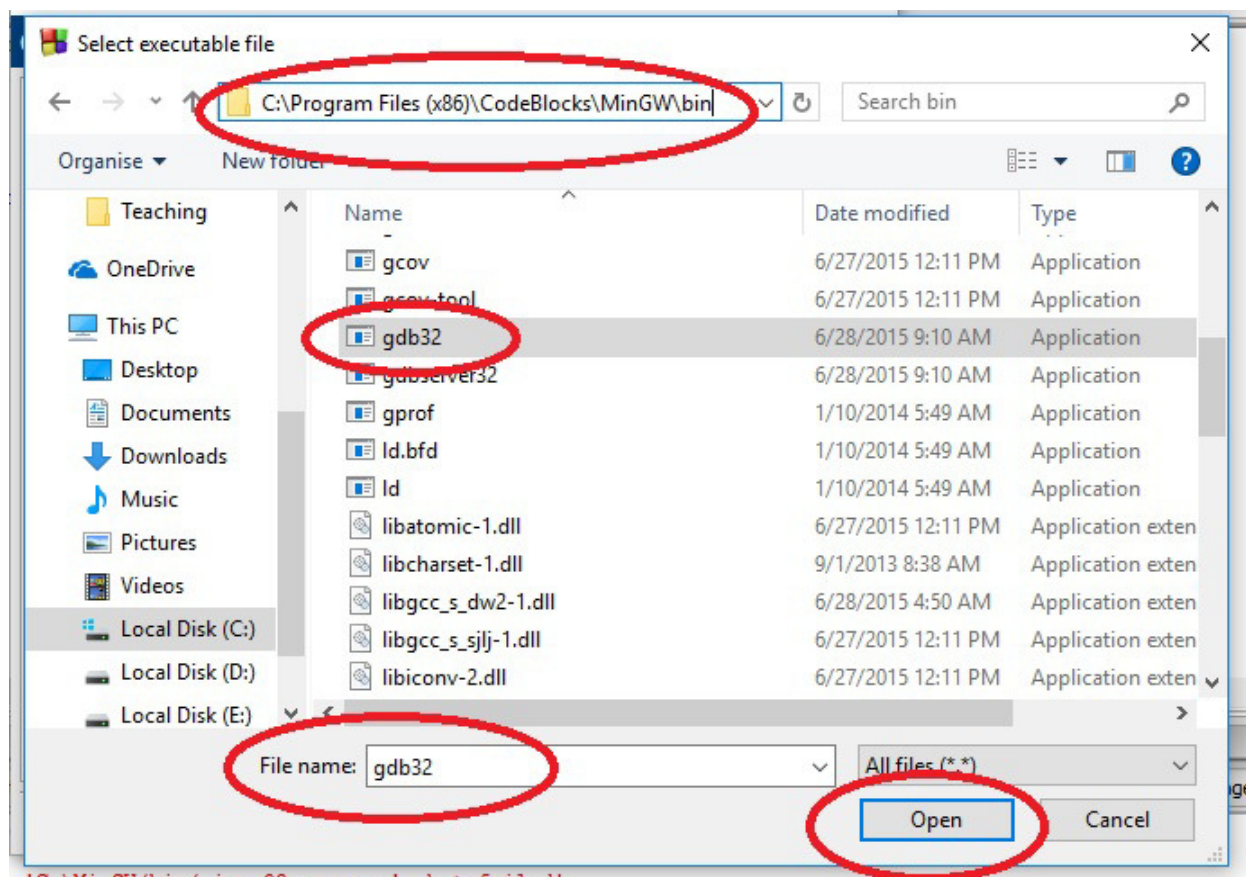 Select executable file
C:\Program Files (x86)\CodeBlocks\MinGW\bin
Search bin
Organise
New folder
Name
Date modified
Type
Teaching
OneDrive
This PC
Desktop
Documents
Downloads
Music
Pictures
Videos
Local Disk (C:)
Local Disk (D:)
Local Disk (E:)
gcov 6/27/2015 12:11 PM Application
gcov-tool 6/27/2015 12:11 PM Application
gdb32 6/28/2015 9:10 AM Application
gdbserver32 6/28/2015 9:10 AM Application
gprof 1/10/2014 5:49 AM Application
ld.bfd 1/10/2014 5:49 AM Application
ld 1/10/2014 5:49 AM Application
libatomic-1.dll 6/27/2015 12:11 PM Application exten
libcharset-1.dll 9/1/2013 8:38 AM Application exten
libgcc_s_dw2-1.dll 6/28/2015 4:50 AM Application exten
libgcc_s_sjlj-1.dll 6/27/2015 12:11 PM Application exten
libiconv-2.dll 6/27/2015 12:11 PM Application exten
File name: gdb32
All files (*.*)
Open
Cancel